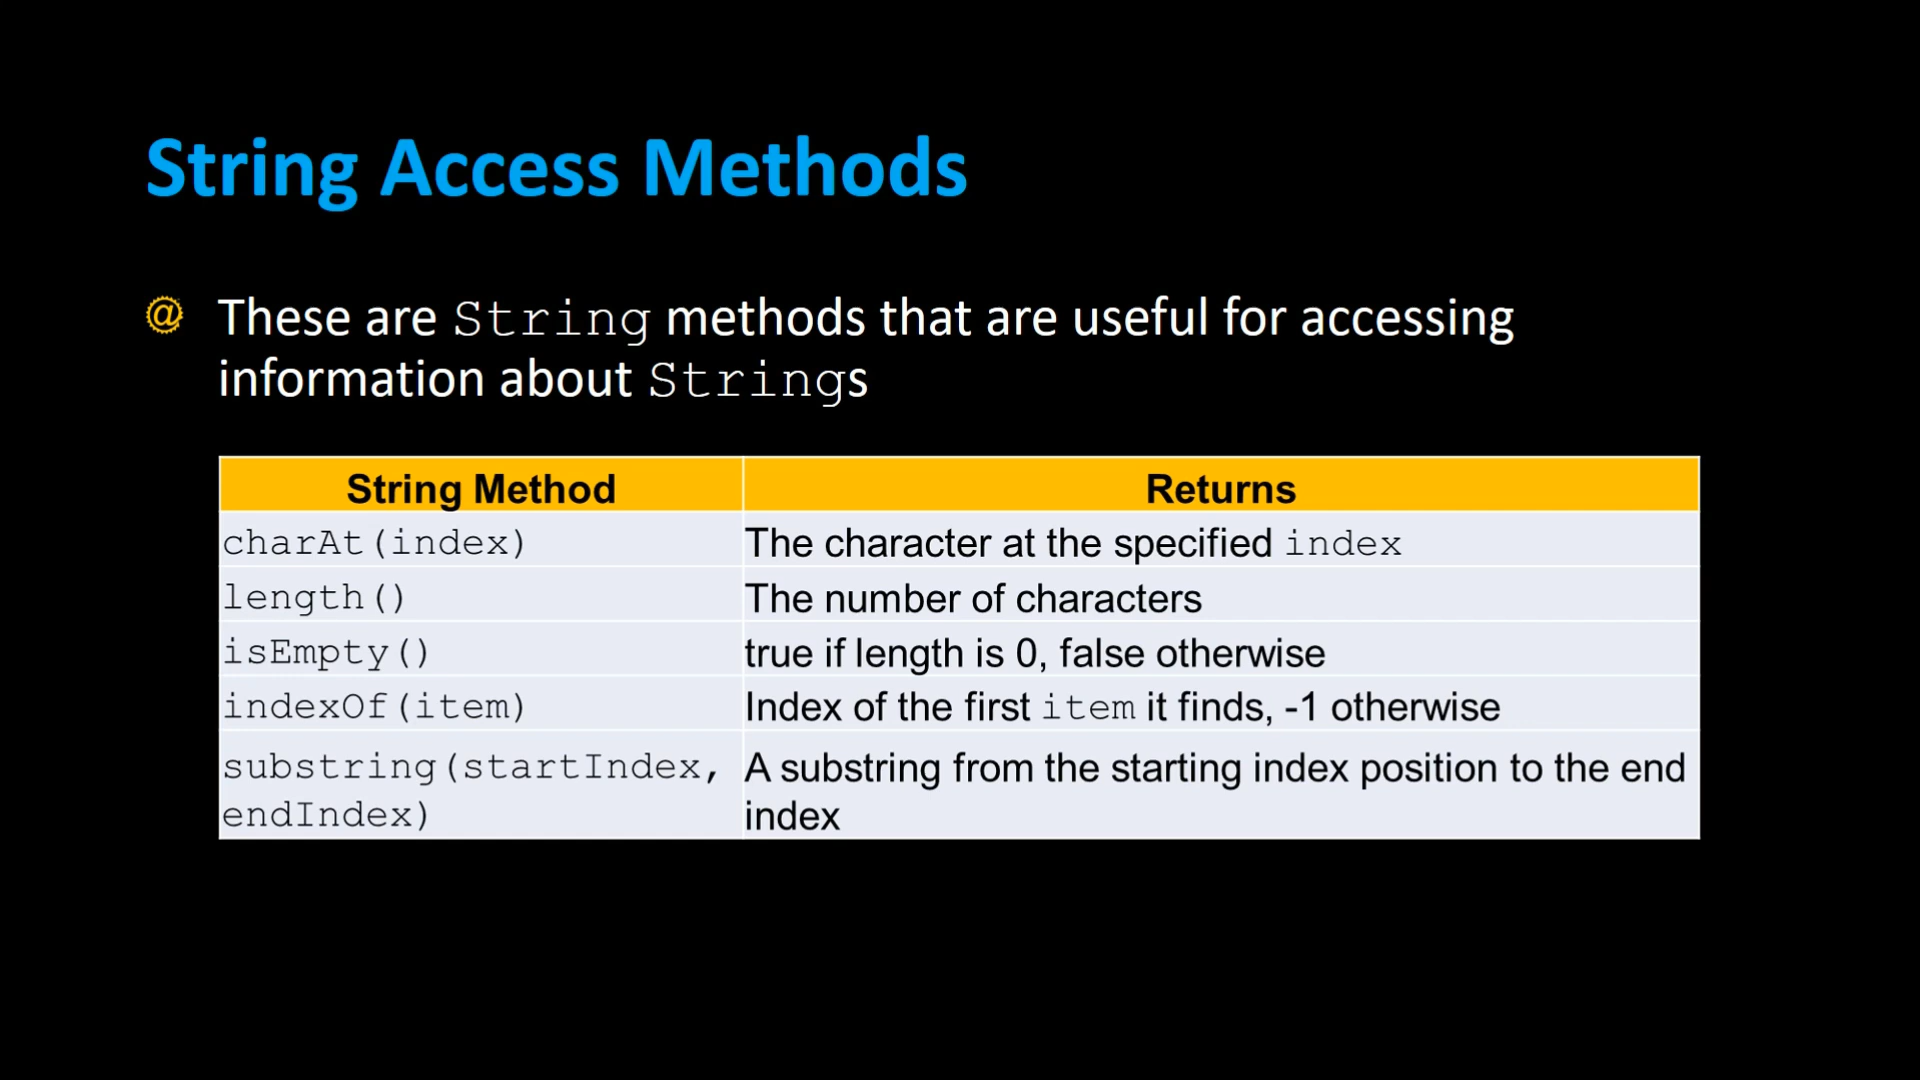 String Access Methods
@ These are String methods that are useful for accessing
information about Strings
String Method Returns
charAt(index) The character at the specified index
length() The number of characters
isEmpty() true if length is 0, false otherwise
indexOf(item) Index of the first item it finds, -1 otherwise
substring(startIndex, A substring from the starting index position to the end
endIndex) index